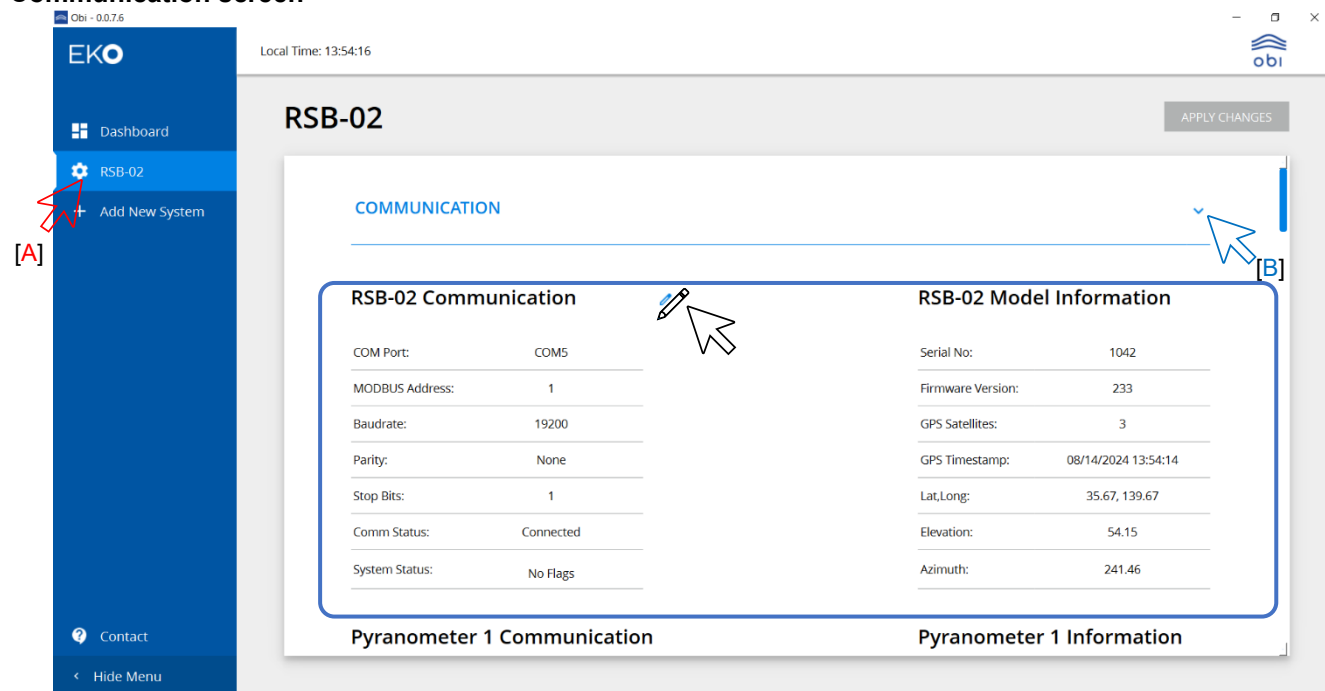 Communication screen
Obi - 0.0.7.6
EKO
Local Time: 13:54:16
obi
RSB-02
APPLY CHANGES
Dashboard
RSB-02
Add New System
[A]
COMMUNICATION
[B]
RSB-02 Communication
COM Port: COM5
MODBUS Address: 1
Baudrate: 19200
Parity: None
Stop Bits: 1
Comm Status: Connected
System Status: No Flags
RSB-02 Model Information
Serial No: 1042
Firmware Version: 233
GPS Satellites: 3
GPS Timestamp: 08/14/2024 13:54:14
Lat,Long: 35.67, 139.67
Elevation: 54.15
Azimuth: 241.46
Pyranometer 1 Communication
Pyranometer 1 Information
Contact
Hide Menu